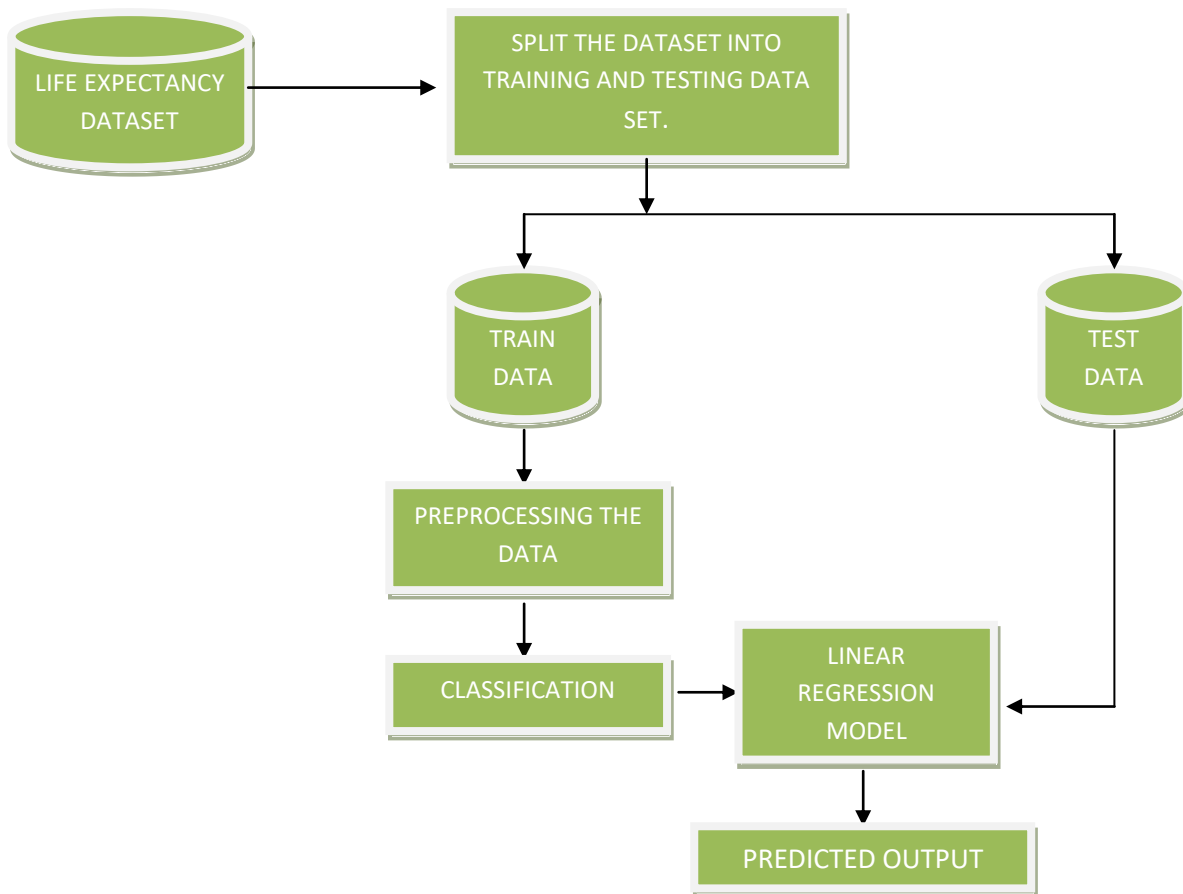 LIFE EXPECTANCY
DATASET
SPLIT THE DATASET INTO
TRAINING AND TESTING DATA
SET.
TRAIN
DATA
TEST
DATA
PREPROCESSING THE
DATA
CLASSIFICATION
LINEAR
REGRESSION
MODEL
PREDICTED OUTPUT